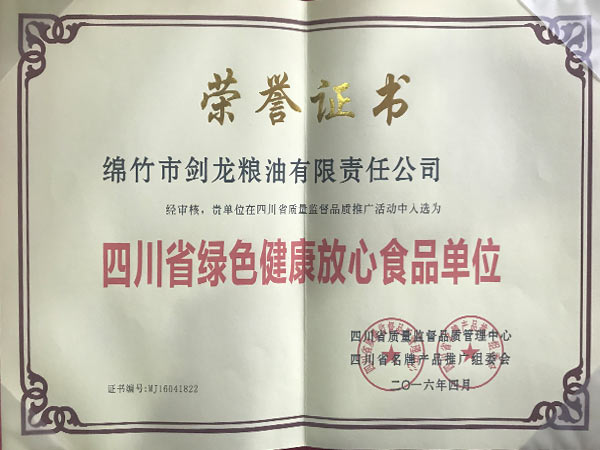 荣誉证书
绵竹市剑龙粮油有限责任公司
经审核，贵单位在四川省质量监督品质推广活动中入选为
四川省绿色健康放心食品单位
四川省质量监督品质管理中心
四川省名牌产品推广组委会
二〇一六年四月
证书编号:MJ16041822